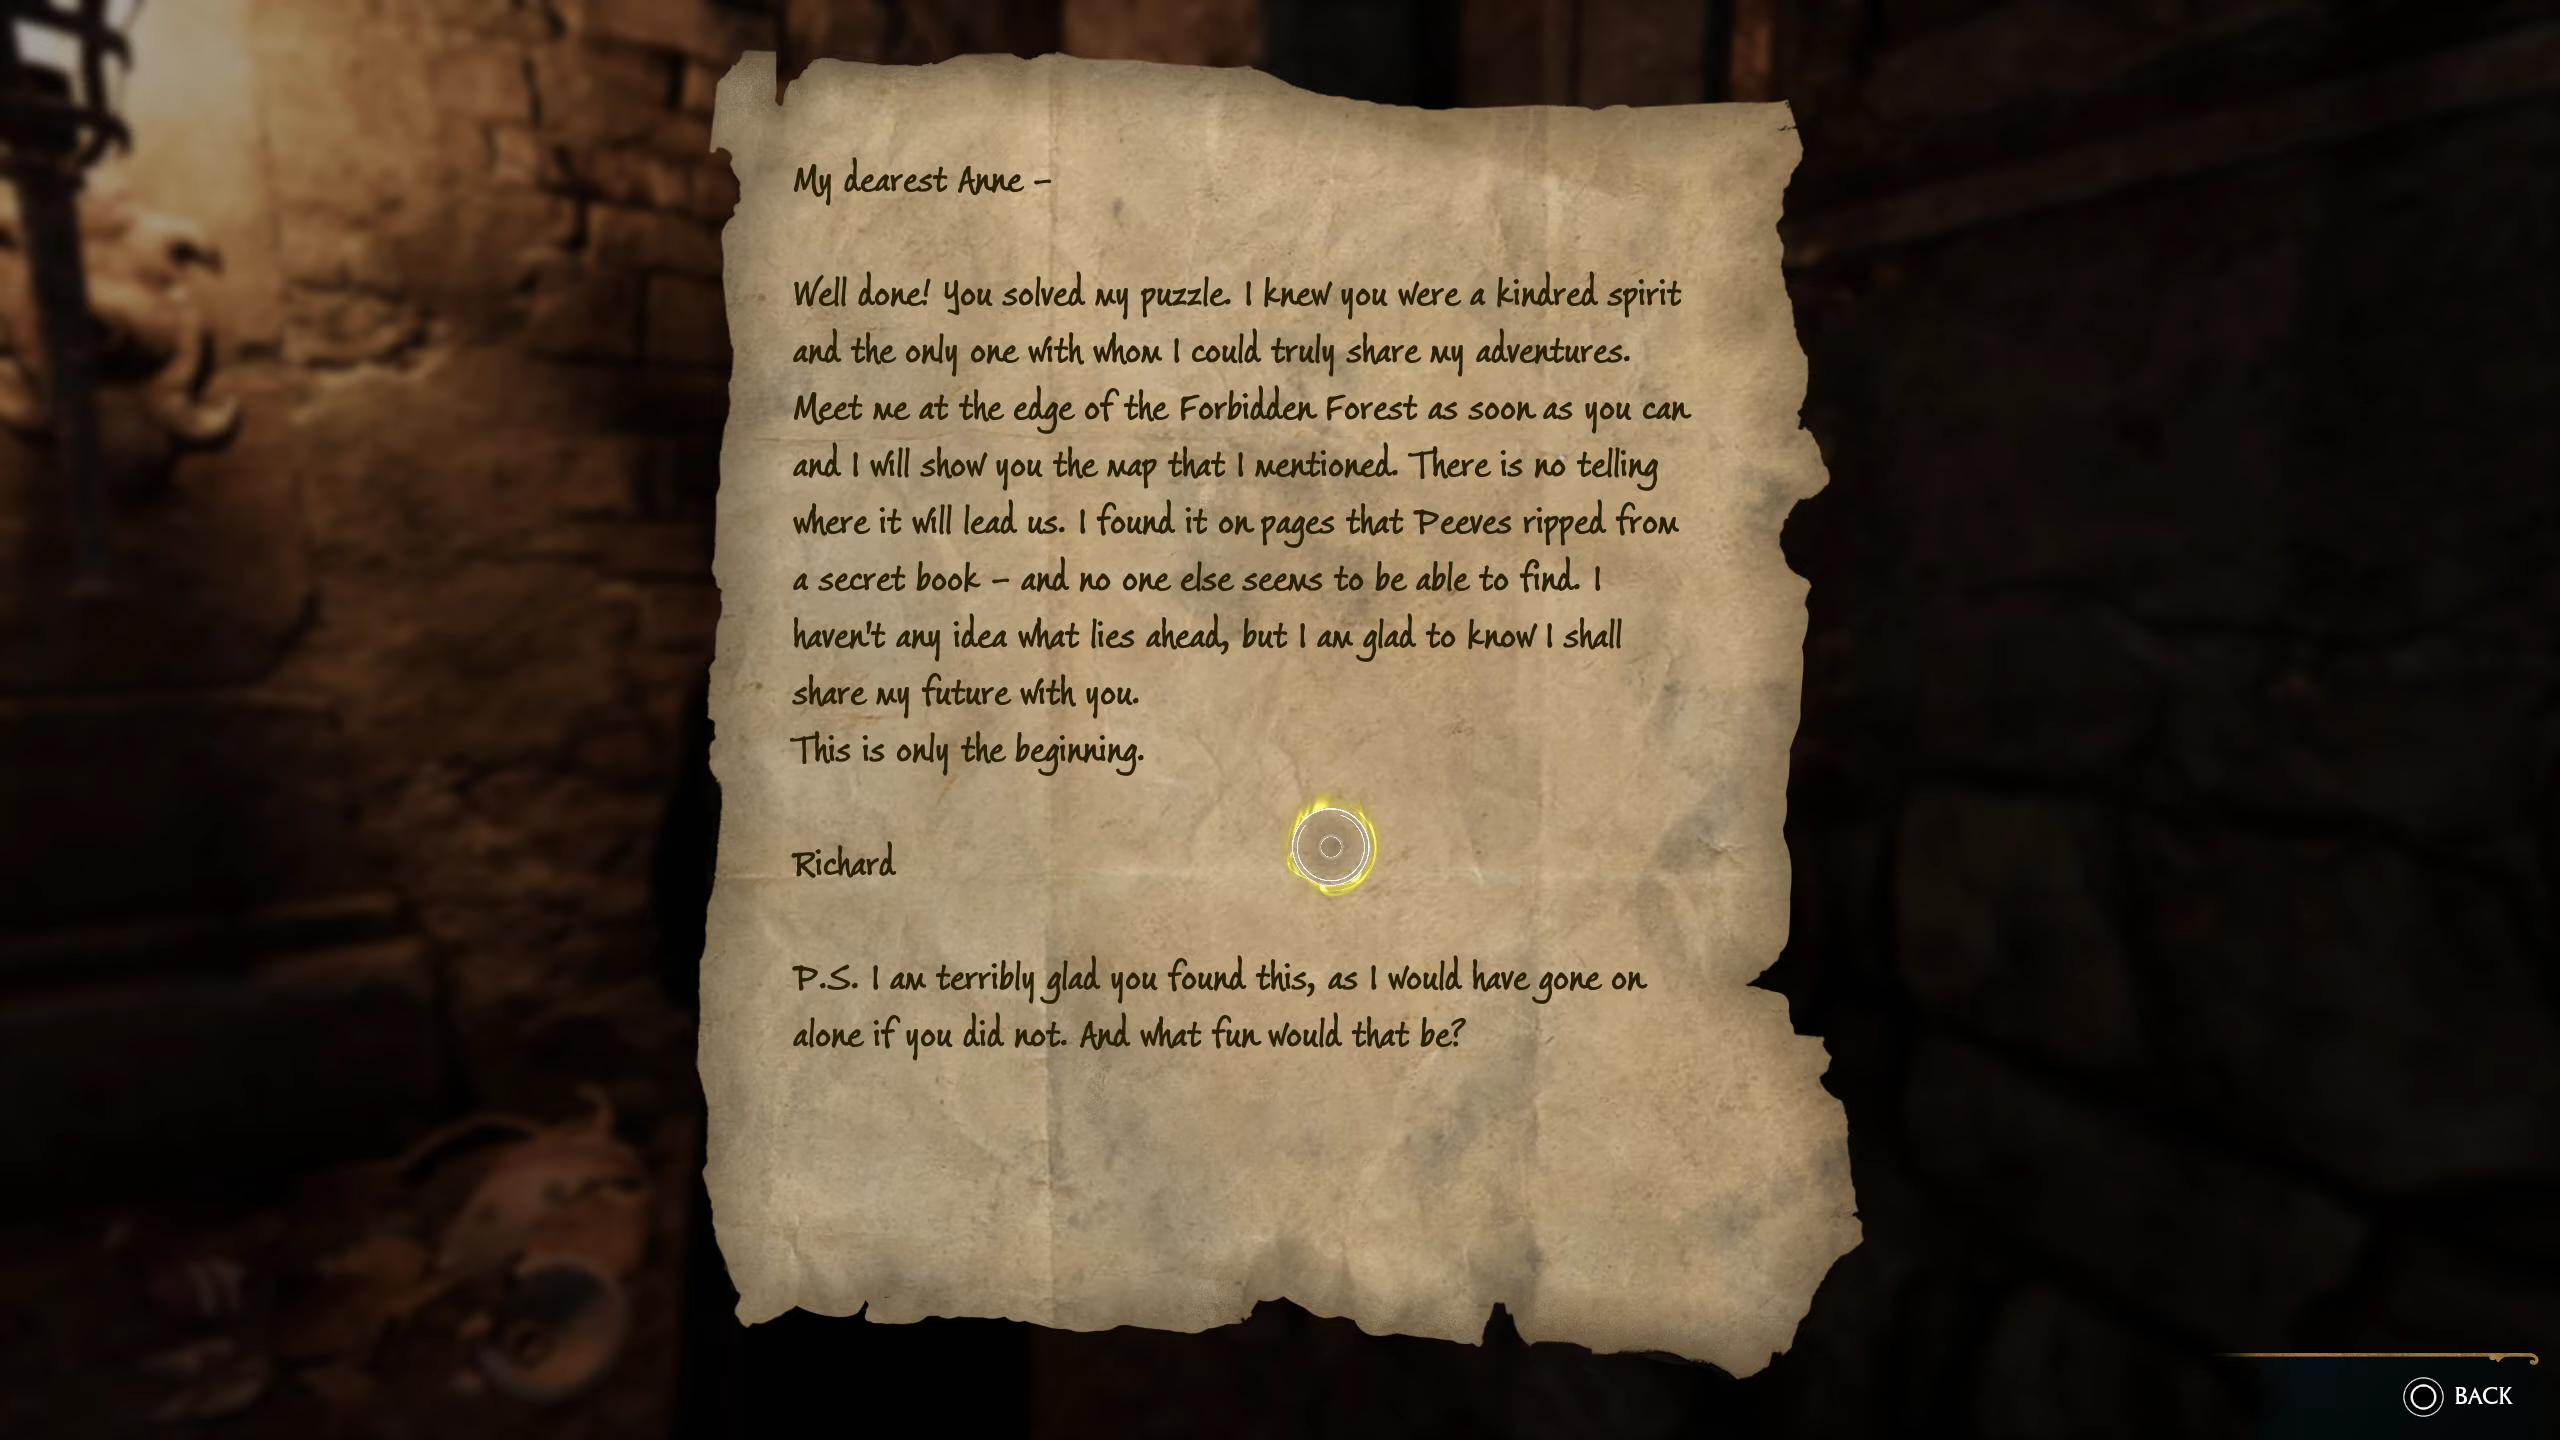 My dearest Anne –
Well done! You solved my puzzle. I knew you were a kindred spirit
and the only one with whom I could truly share my adventures.
Meet me at the edge of the Forbidden Forest as soon as you can
and I will show you the map that I mentioned. There is no telling
where it will lead us. I found it on pages that Peeves ripped from
a secret book – and no one else seems to be able to find. I
haven't any idea what lies ahead, but I am glad to know I shall
share my future with you.
This is only the beginning.
Richard
P.S. I am terribly glad you found this, as I would have gone on
alone if you did not. And what fun would that be?
BACK